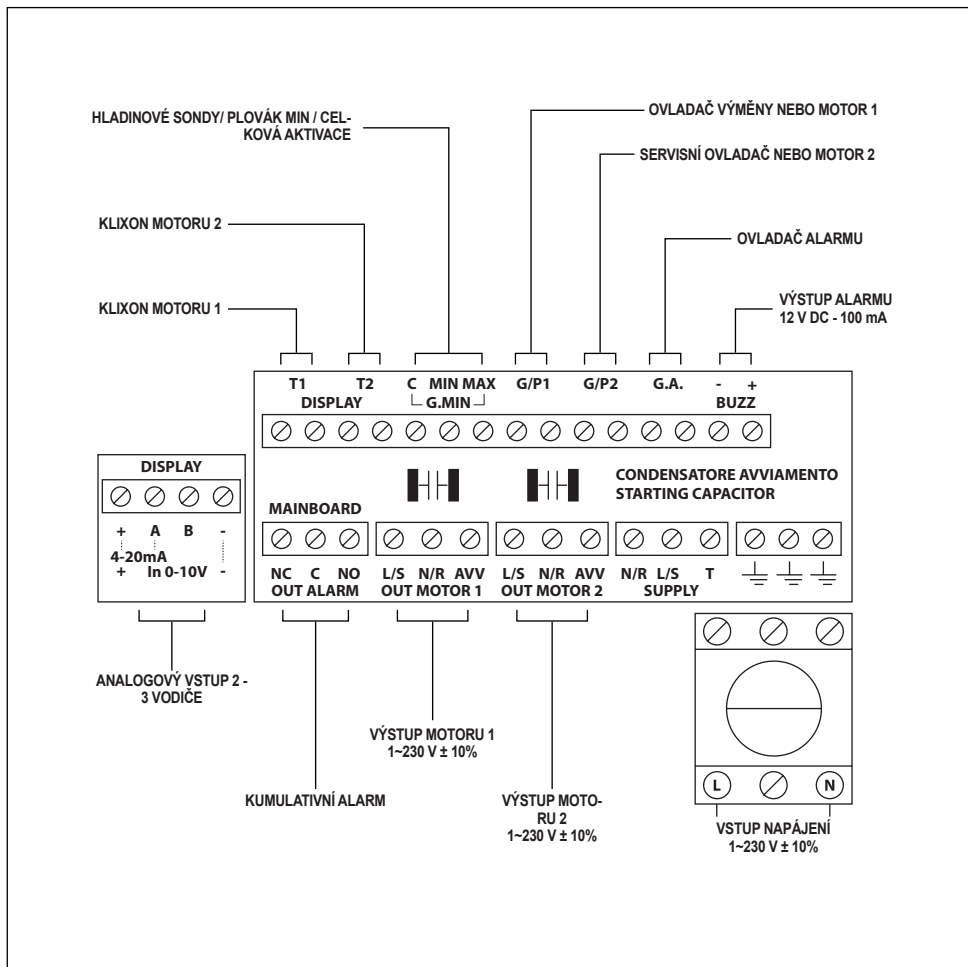 HLADINOVÉ SONDY/ PLOVÁK MIN / CEL-
KOVÁ AKTIVACE
OVLADAČ VÝMĚNY NEBO MOTOR 1
SERVISNÍ OVLADAČ NEBO MOTOR 2
KLIXON MOTORU 2
OVLADAČ ALARMU
KLIXON MOTORU 1
VÝSTUP ALARMU
12 V DC - 100 mA
T1 T2 C MIN MAX G/P1 G/P2 G.A. - +
DISPLAY G.MIN BUZZ
DISPLAY
CONDENSATORE AVVIAMENTO
STARTING CAPACITOR
MAINBOARD
+ A B -
4-20mA
+ In 0-10V -
NC C NO L/S N/R AVV L/S N/R AVV N/R L/S T
OUT ALARM OUT MOTOR 1 OUT MOTOR 2 SUPPLY
ANALOGOVÝ VSTUP 2 -
3 VODIČE
VÝSTUP MOTORU 1
1~230 V ± 10%
KUMULATIVNÍ ALARM
VÝSTUP MOTO-
RU 2
1~230 V ± 10%
L N
VSTUP NAPÁJENÍ
1~230 V ± 10%